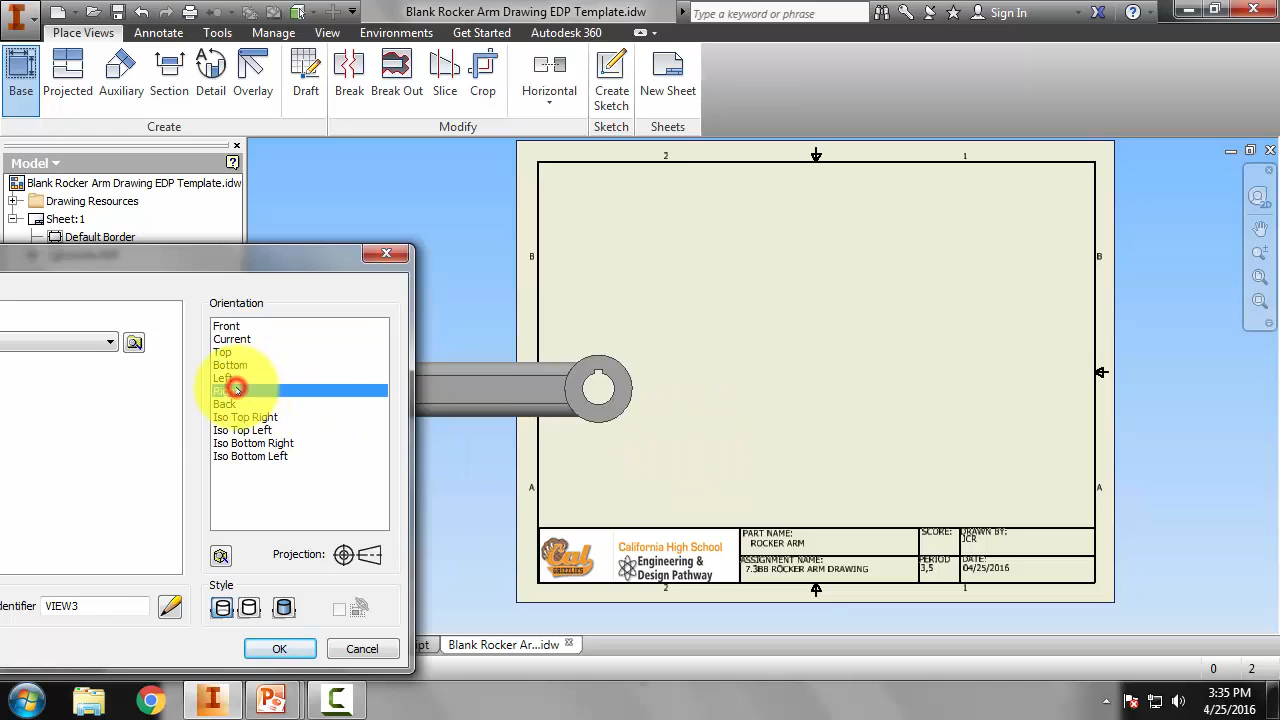 Blank Rocker Arm Drawing EDP Template.idw
Type a keyword or phrase
Sign In
Place Views
Annotate
Tools
Manage
View
Environments
Get Started
Autodesk 360
Base
Projected
Auxiliary
Section
Detail
Overlay
Draft
Break
Break Out
Slice
Crop
Horizontal
Create
Sketch
New Sheet
Create
Modify
Sketch
Sheets
Model
Blank Rocker Arm Drawing EDP Template.idw
Drawing Resources
Sheet:1
Default Border
Orientation
Front
Current
Top
Bottom
Left
Iso Top Right
Back
Iso Top Left
Iso Bottom Right
Iso Bottom Left
Projection:
Style
dentifier
VIEW3
OK
Cancel
2
1
B
B
A
A
Cal
GRIZZLIES
California High School
Engineering &
Design Pathway
PART NAME:
ROCKER ARM
SCORE:
DRAWN BY:
JCR
ASSIGNMENT NAME:
7.3BB ROCKER ARM DRAWING
PERIOD
3,5
DATE:
04/25/2016
2
1
ipt
Blank Rocker Ar...idw
0
2
3:35 PM
4/25/2016